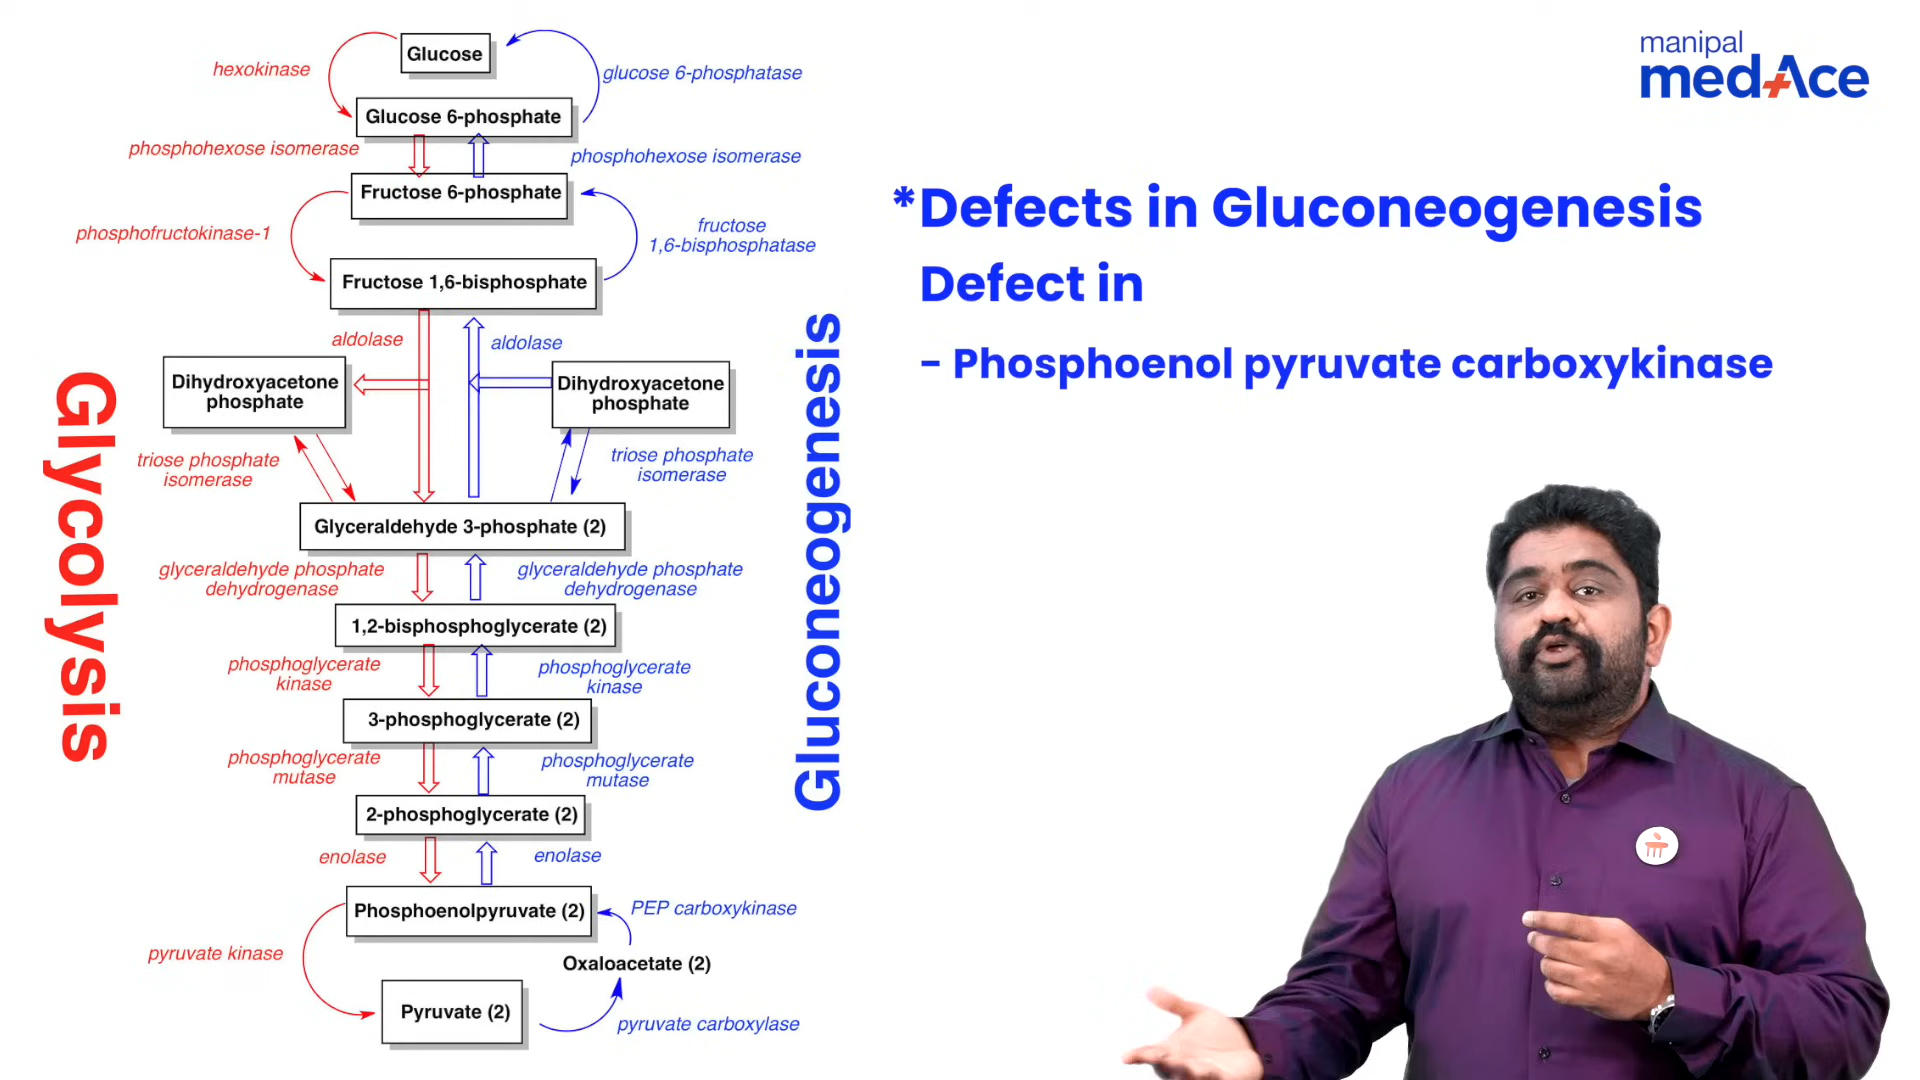 Glucose
hexokinase
glucose 6-phosphatase
Glucose 6-phosphate
phosphohexose isomerase
phosphohexose isomerase
Fructose 6-phosphate
phosphofructokinase-1
fructose
1,6-bisphosphatase
Fructose 1,6-bisphosphate
aldolase
aldolase
Dihydroxyacetone
phosphate
Dihydroxyacetone
phosphate
triose phosphate
isomerase
triose phosphate
isomerase
Glyceraldehyde 3-phosphate (2)
glyceraldehyde phosphate
dehydrogenase
glyceraldehyde phosphate
dehydrogenase
1,2-bisphosphoglycerate (2)
phosphoglycerate
kinase
phosphoglycerate
kinase
3-phosphoglycerate (2)
phosphoglycerate
mutase
phosphoglycerate
mutase
2-phosphoglycerate (2)
enolase
enolase
Phosphoenolpyruvate (2)
PEP carboxykinase
pyruvate kinase
Oxaloacetate (2)
Pyruvate (2)
pyruvate carboxylase
Glycolysis
Gluconeogenesis
manipal
medAce
*Defects in Gluconeogenesis
Defect in
- Phosphoenol pyruvate carboxykinase